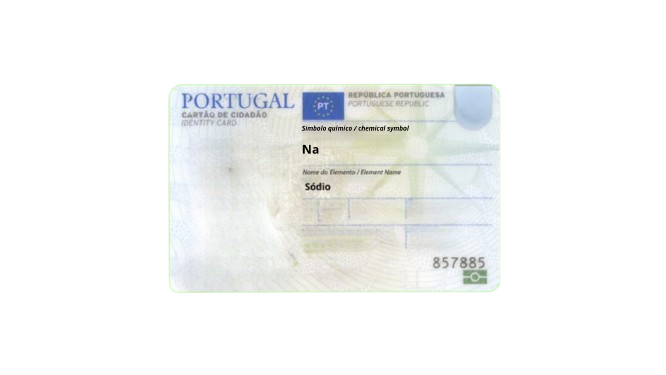 PORTUGAL
CARTÃO DE CIDADÃO
IDENTITY CARD
PT
REPÚBLICA PORTUGUESA
PORTUGUESE REPUBLIC
Símbolo químico / chemical symbol
Na
Nome do Elemento / Element Name
Sódio
857885